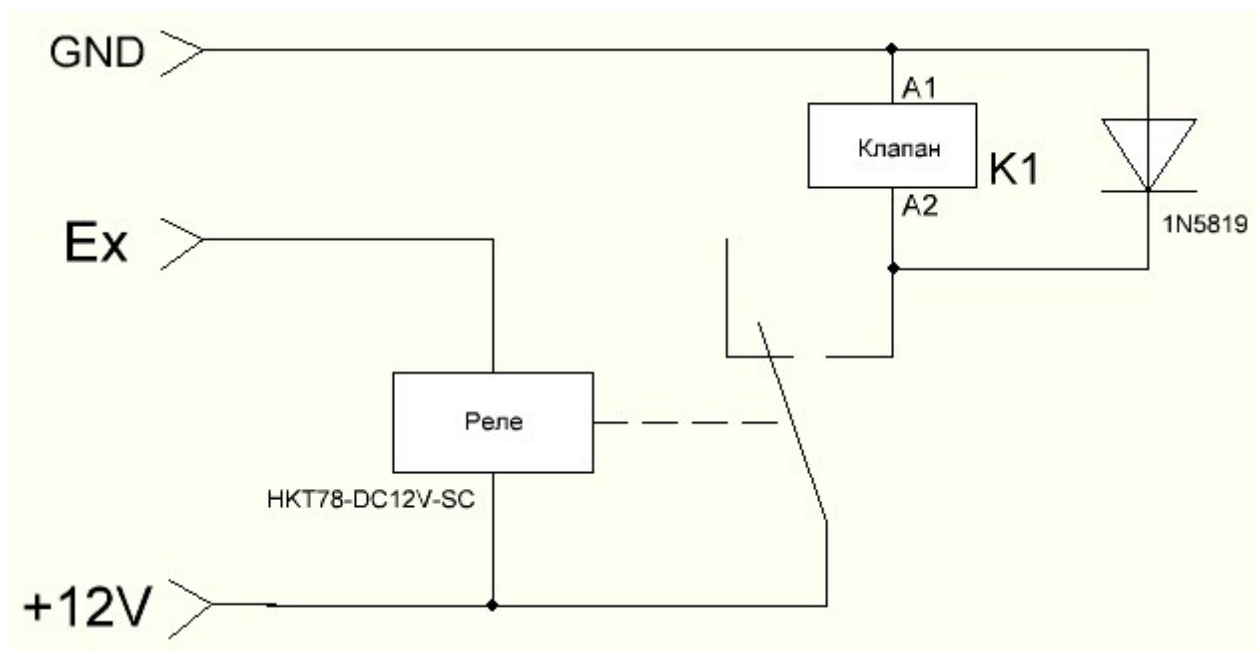 GND
A1
Клапан
K1
A2
1N5819
Ex
Реле
HKT78-DC12V-SC
+12V